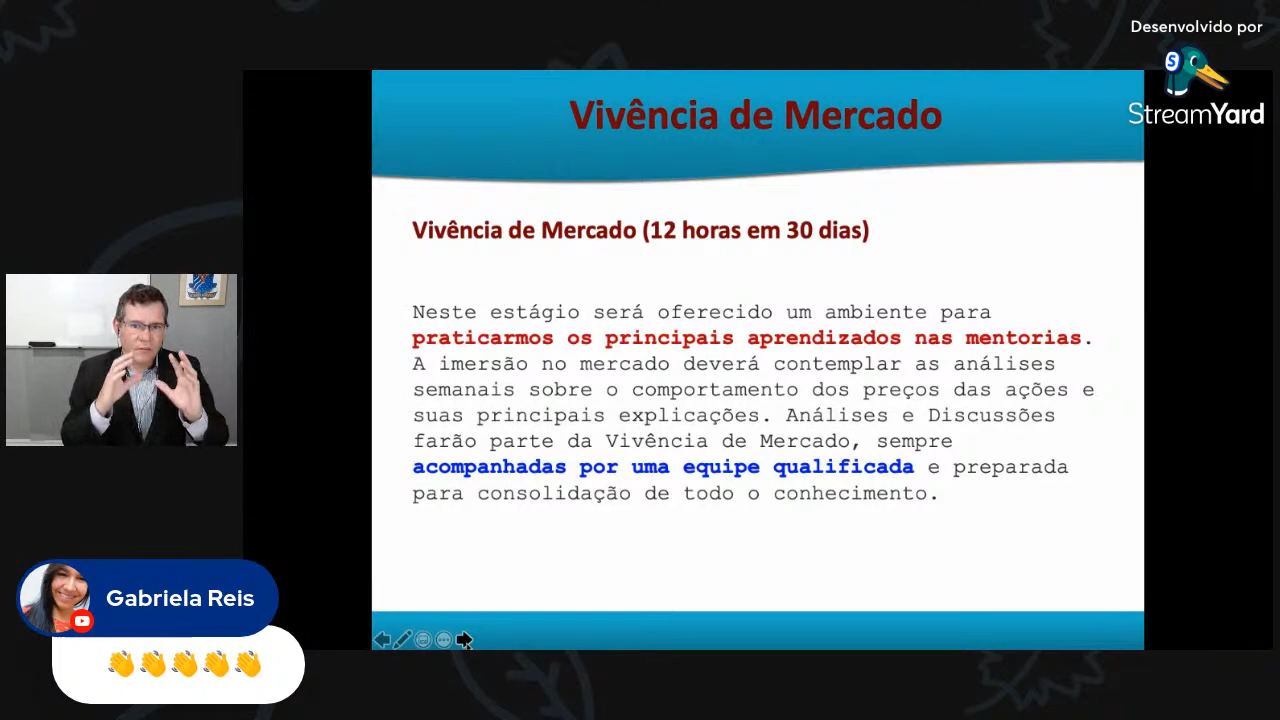 Desenvolvido por
S
StreamYard
Vivência de Mercado
Vivência de Mercado (12 horas em 30 dias)
Neste estágio será oferecido um ambiente para
praticarmos os principais aprendizados nas mentorias.
A imersão no mercado deverá contemplar as análises
semanais sobre o comportamento dos preços das ações e
suas principais explicações. Análises e Discussões
farão parte da Vivência de Mercado, sempre
acompanhadas por uma equipe qualificada e preparada
para consolidação de todo o conhecimento.
Gabriela Reis
👏👏👏👏👏